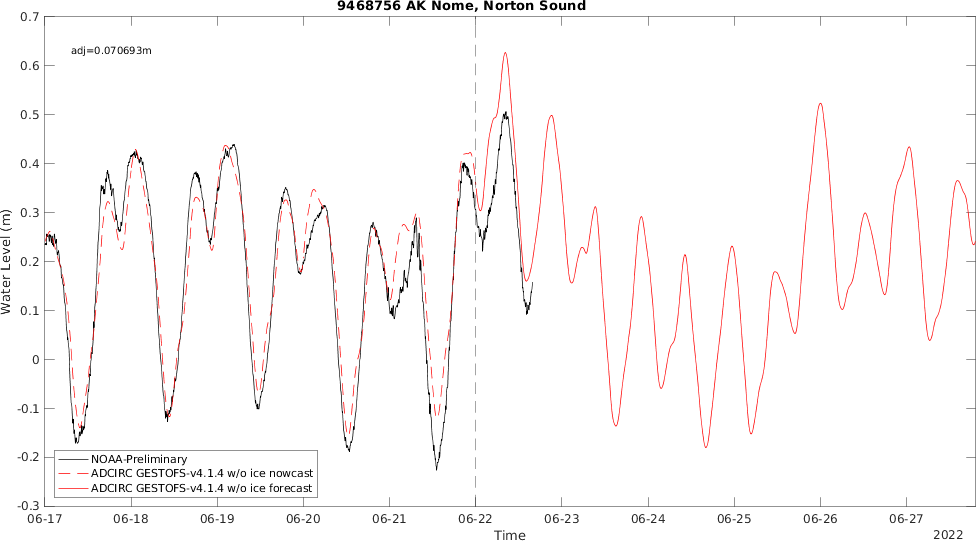 9468756 AK Nome, Norton Sound
adj=0.070693m
Water Level (m)
0.7
0.6
0.5
0.4
0.3
0.2
0.1
0
-0.1
-0.2
-0.3
NOAA-Preliminary
ADCIRC GESTOFS-v4.1.4 w/o ice nowcast
ADCIRC GESTOFS-v4.1.4 w/o ice forecast
06-17 06-18 06-19 06-20 06-21 06-22 06-23 06-24 06-25 06-26 06-27
Time
2022